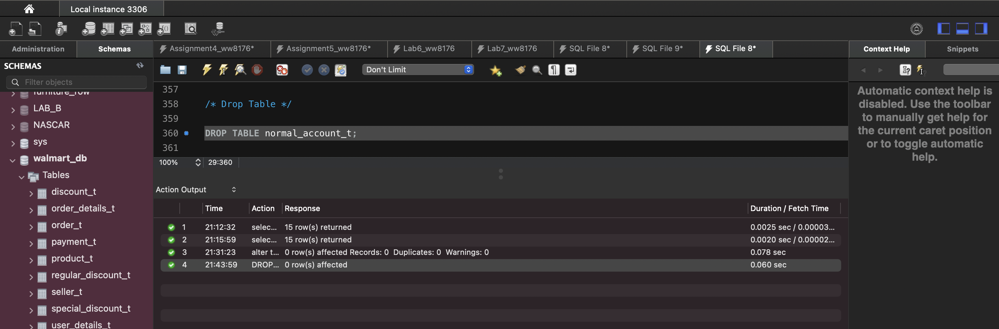 Local instance 3306
Administration
Schemas
Assignment4_ww8176*
Assignment5_ww8176*
Lab6_ww8176
Lab7_ww8176
SQL File 8*
SQL File 9*
SQL File 8*
Context Help
Snippets
SCHEMAS
Filter objects
furniture_row
LAB_B
NASCAR
sys
walmart_db
Tables
discount_t
order_details_t
order_t
payment_t
product_t
regular_discount_t
seller_t
special_discount_t
user_details_t
Don't Limit
357
358 /* Drop Table */
359
360 DROP TABLE normal_account_t;
361
100% 29:360
Action Output
Time Action Response Duration / Fetch Time
1 21:12:32 selec... 15 row(s) returned 0.0025 sec / 0.00003...
2 21:15:59 selec... 15 row(s) returned 0.0020 sec / 0.00002...
3 21:31:23 alter t... 0 row(s) affected Records: 0 Duplicates: 0 Warnings: 0 0.078 sec
4 21:43:59 DROP... 0 row(s) affected 0.060 sec
Automatic context help is
disabled. Use the toolbar
to manually get help for
the current caret position
or to toggle automatic
help.